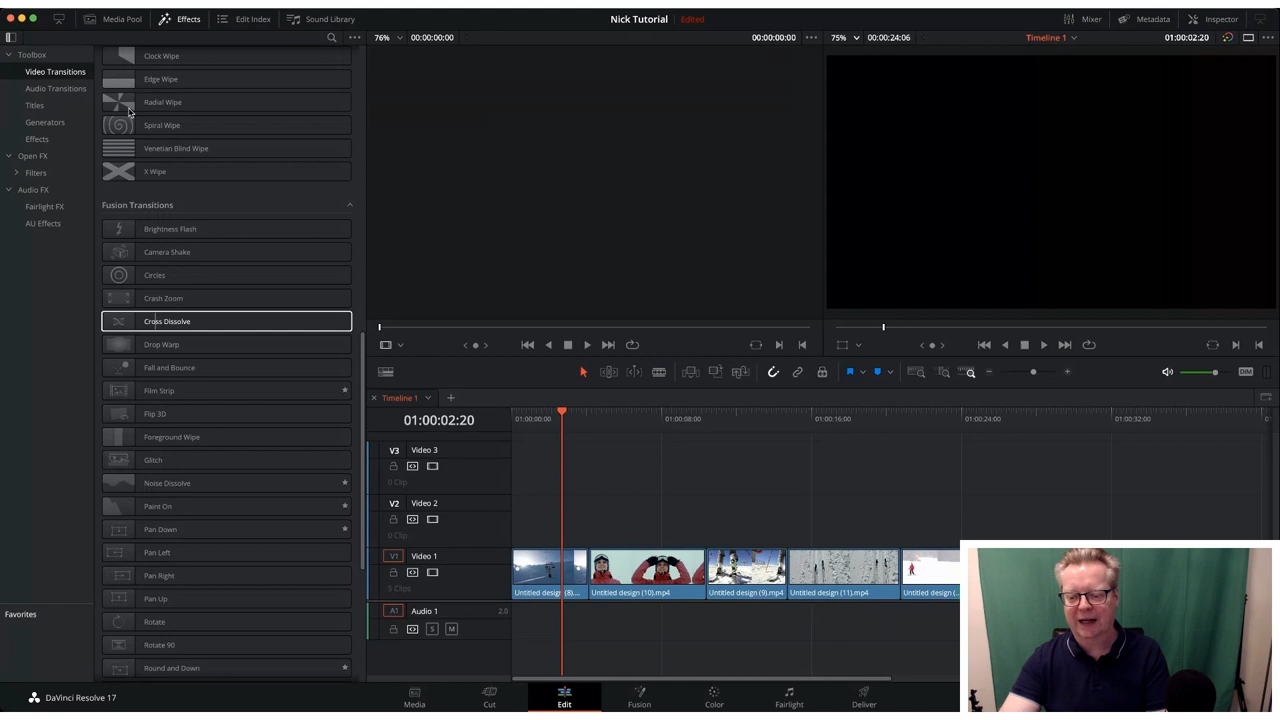 Media Pool
Effects
Edit Index
Sound Library
Nick Tutorial
Edited
Mixer
Metadata
Inspector
76%
00:00:00:00
00:00:00:00
75%
00:00:24:06
Timeline 1
01:00:02:20
Toolbox
Video Transitions
Audio Transitions
Titles
Generators
Effects
Open FX
Filters
Audio FX
Fairlight FX
AU Effects
Favorites
Clock Wipe
Edge Wipe
Radial Wipe
Spiral Wipe
Venetian Blind Wipe
X Wipe
Fusion Transitions
Brightness Flash
Camera Shake
Circles
Crash Zoom
Cross Dissolve
Drop Warp
Fall and Bounce
Film Strip
Flip 3D
Foreground Wipe
Glitch
Noise Dissolve
Paint On
Pan Down
Pan Left
Pan Right
Pan Up
Rotate
Rotate 90
Round and Down
DIM
Timeline 1
01:00:02:20
01:00:00:00
01:00:08:00
01:00:16:00
01:00:24:00
01:00:32:00
V3 Video 3
0 Clip
V2 Video 2
0 Clip
V1 Video 1
5 Clips
Untitled design (8)....
Untitled design (10).mp4
Untitled design (9).mp4
Untitled design (11).mp4
Untitled design (...
A1 Audio 1 2.0
S M
DaVinci Resolve 17
Media
Cut
Edit
Fusion
Color
Fairlight
Deliver